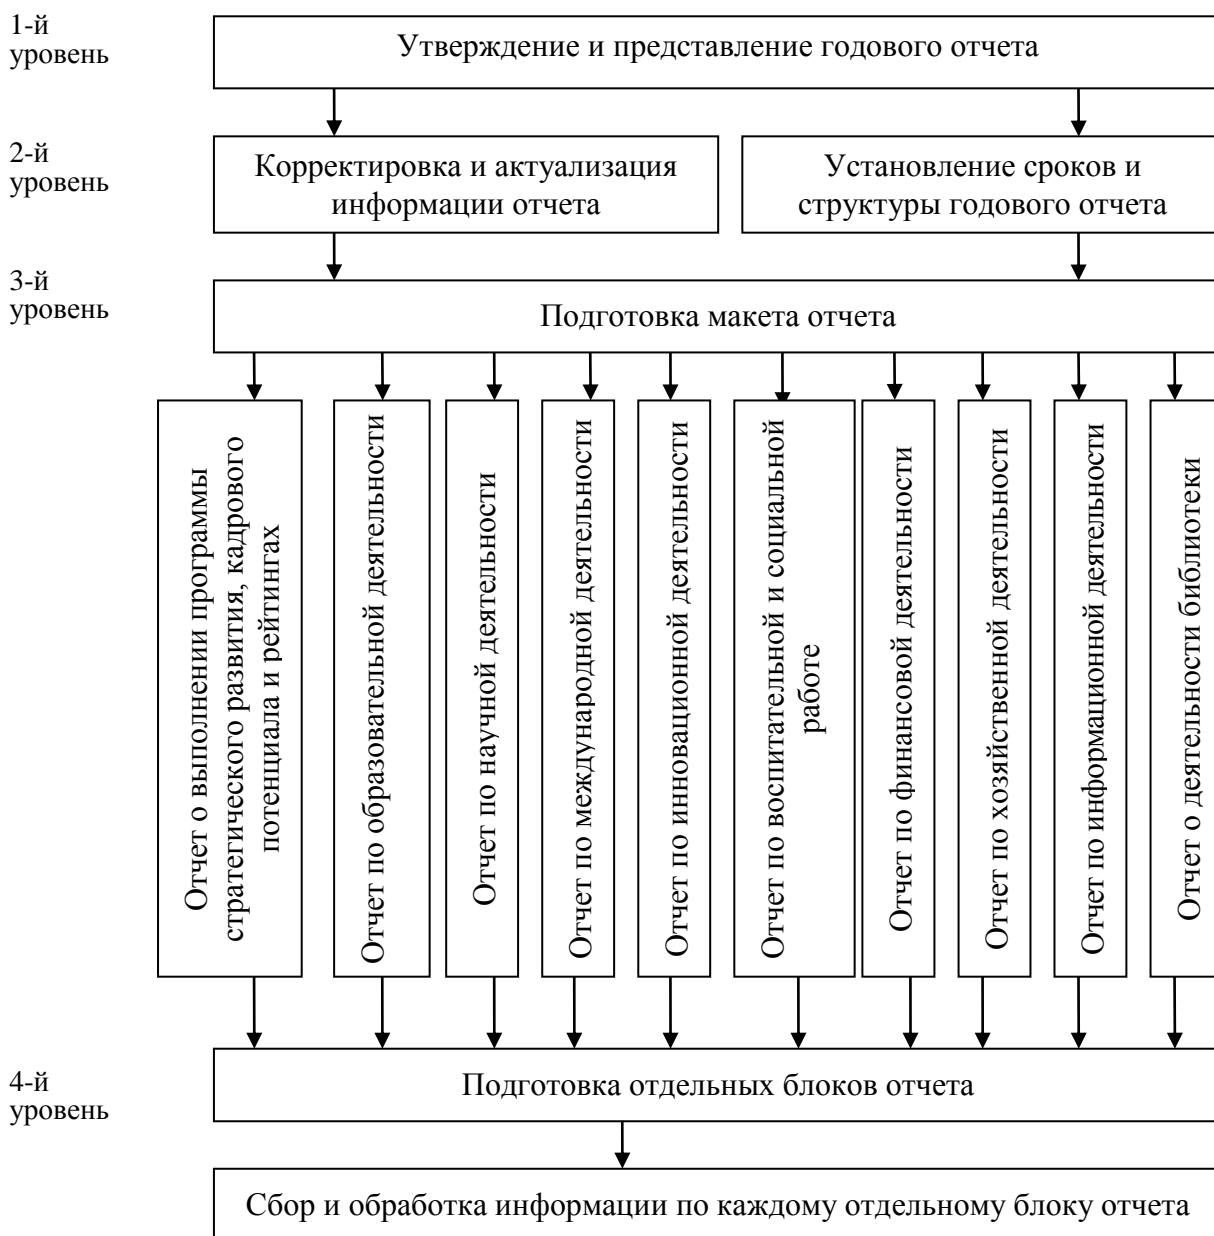 1-й
уровень
Утверждение и представление годового отчета
2-й
уровень
Корректировка и актуализация
информации отчета
Установление сроков и
структуры годового отчета
3-й
уровень
Подготовка макета отчета
Отчет о выполнении программы
стратегического развития, кадрового
потенциала и рейтингах
Отчет по образовательной деятельности
Отчет по научной деятельности
Отчет по международной деятельности
Отчет по инновационной деятельности
Отчет по воспитательной и социальной
работе
Отчет по финансовой деятельности
Отчет по хозяйственной деятельности
Отчет по информационной деятельности
Отчет о деятельности библиотеки
4-й
уровень
Подготовка отдельных блоков отчета
Сбор и обработка информации по каждому отдельному блоку отчета